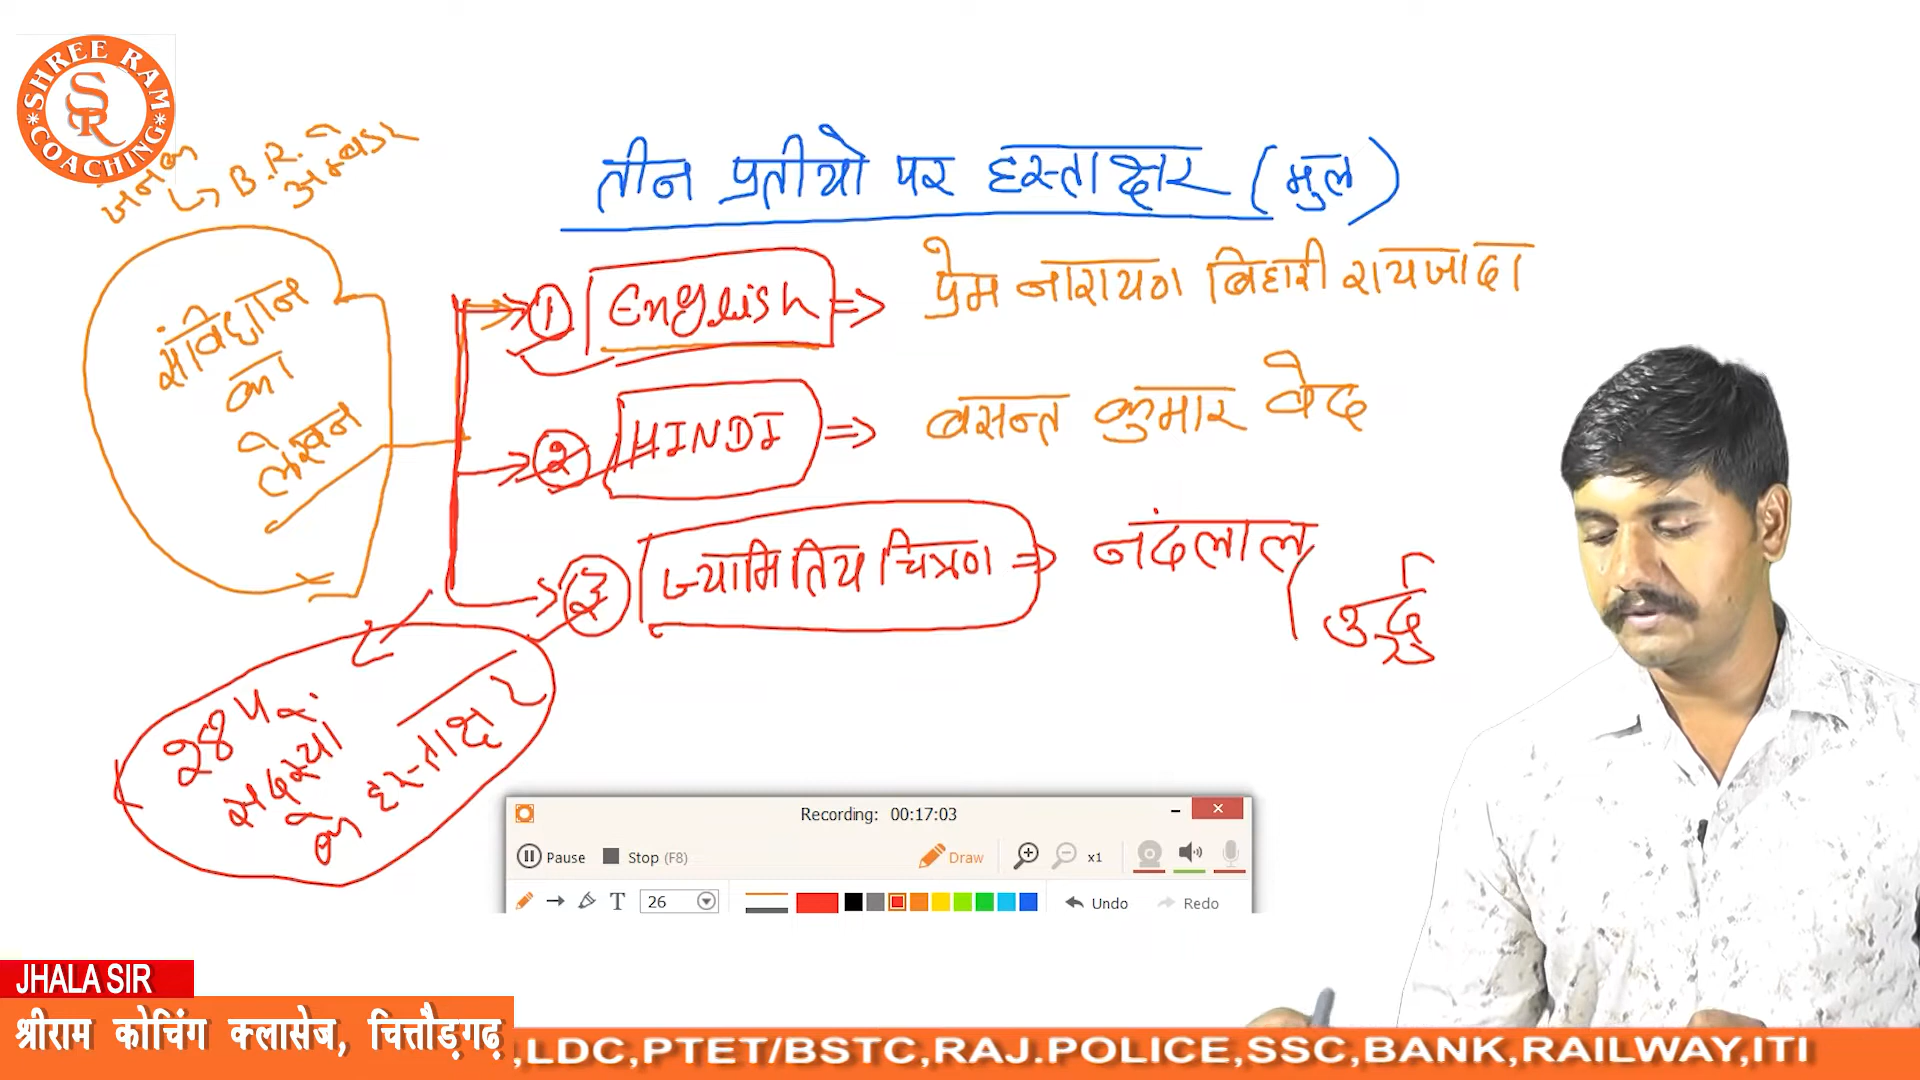 SHREE RAM
SR
COACHING
जनक
↳ B.R.
अम्बेडर
तीन प्रतीयो पर हस्ताक्षर (मुल)
संविधान
का
लेखन
① English ⇒ प्रेम नारायण बिहारी रायजादा
② HINDI ⇒ बसन्त कुमार वेद
③ ज्यामितिय चित्रण ⇒ नंदलाल
उर्दु
284
सदस्यो
के हस्ताक्षर
Recording: 00:17:03
Pause Stop (F8) Draw x1
T 26 Undo Redo
JHALA SIR
श्रीराम कोचिंग क्लासेज, चित्तौड़गढ़
,LDC,PTET/BSTC,RAJ.POLICE,SSC,BANK,RAILWAY,ITI